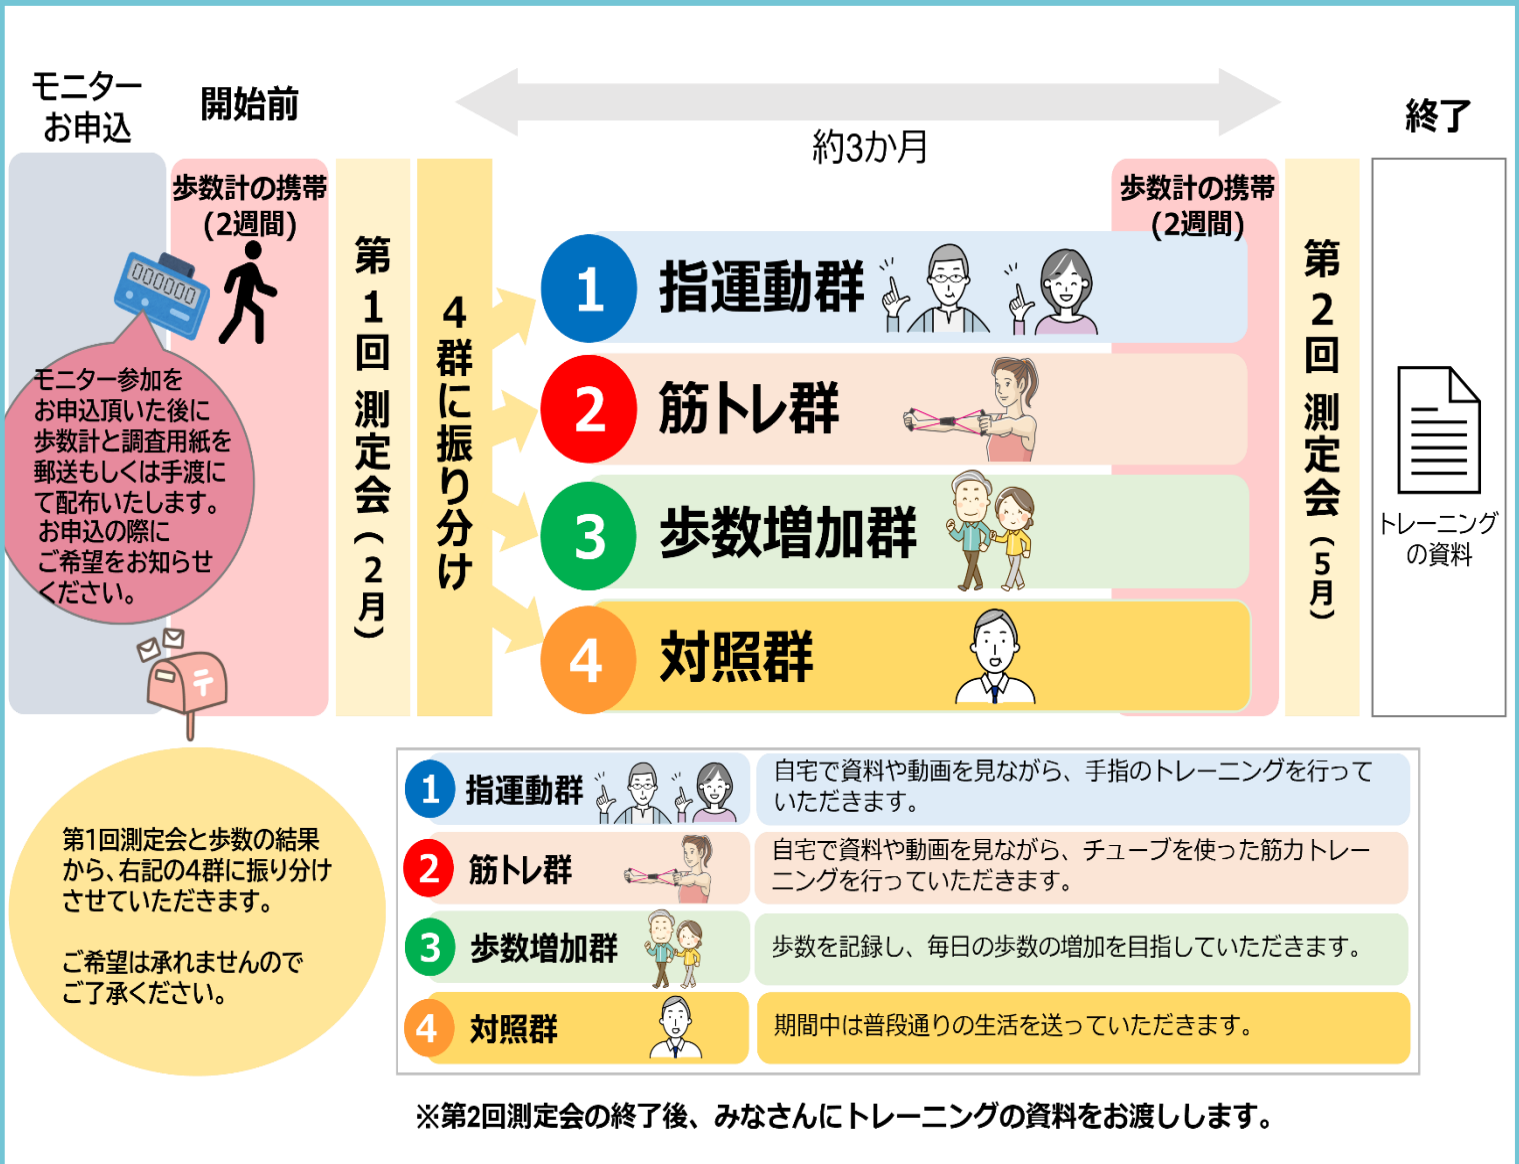 モニター
お申込
開始前
約3か月
終了
歩数計の携帯
(2週間)
000000
モニター参加を
お申込頂いた後に
歩数計と調査用紙を
郵送もしくは手渡に
て配布いたします。
お申込の際に
ご希望をお知らせ
ください。
第1回 測定会(2月)
4群に振り分け
1 指運動群
2 筋トレ群
3 歩数増加群
4 対照群
歩数計の携帯
(2週間)
第2回 測定会(5月)
トレーニング
の資料
第1回測定会と歩数の結果
から、右記の4群に振り分け
させていただきます。
ご希望は承れませんので
ご了承ください。
1 指運動群
自宅で資料や動画を見ながら、手指のトレーニングを行って
いただきます。
2 筋トレ群
自宅で資料や動画を見ながら、チューブを使った筋力トレー
ニングを行っていただきます。
3 歩数増加群
歩数を記録し、毎日の歩数の増加を目指していただきます。
4 対照群
期間中は普段通りの生活を送っていただきます。
※第2回測定会の終了後、みなさんにトレーニングの資料をお渡しします。